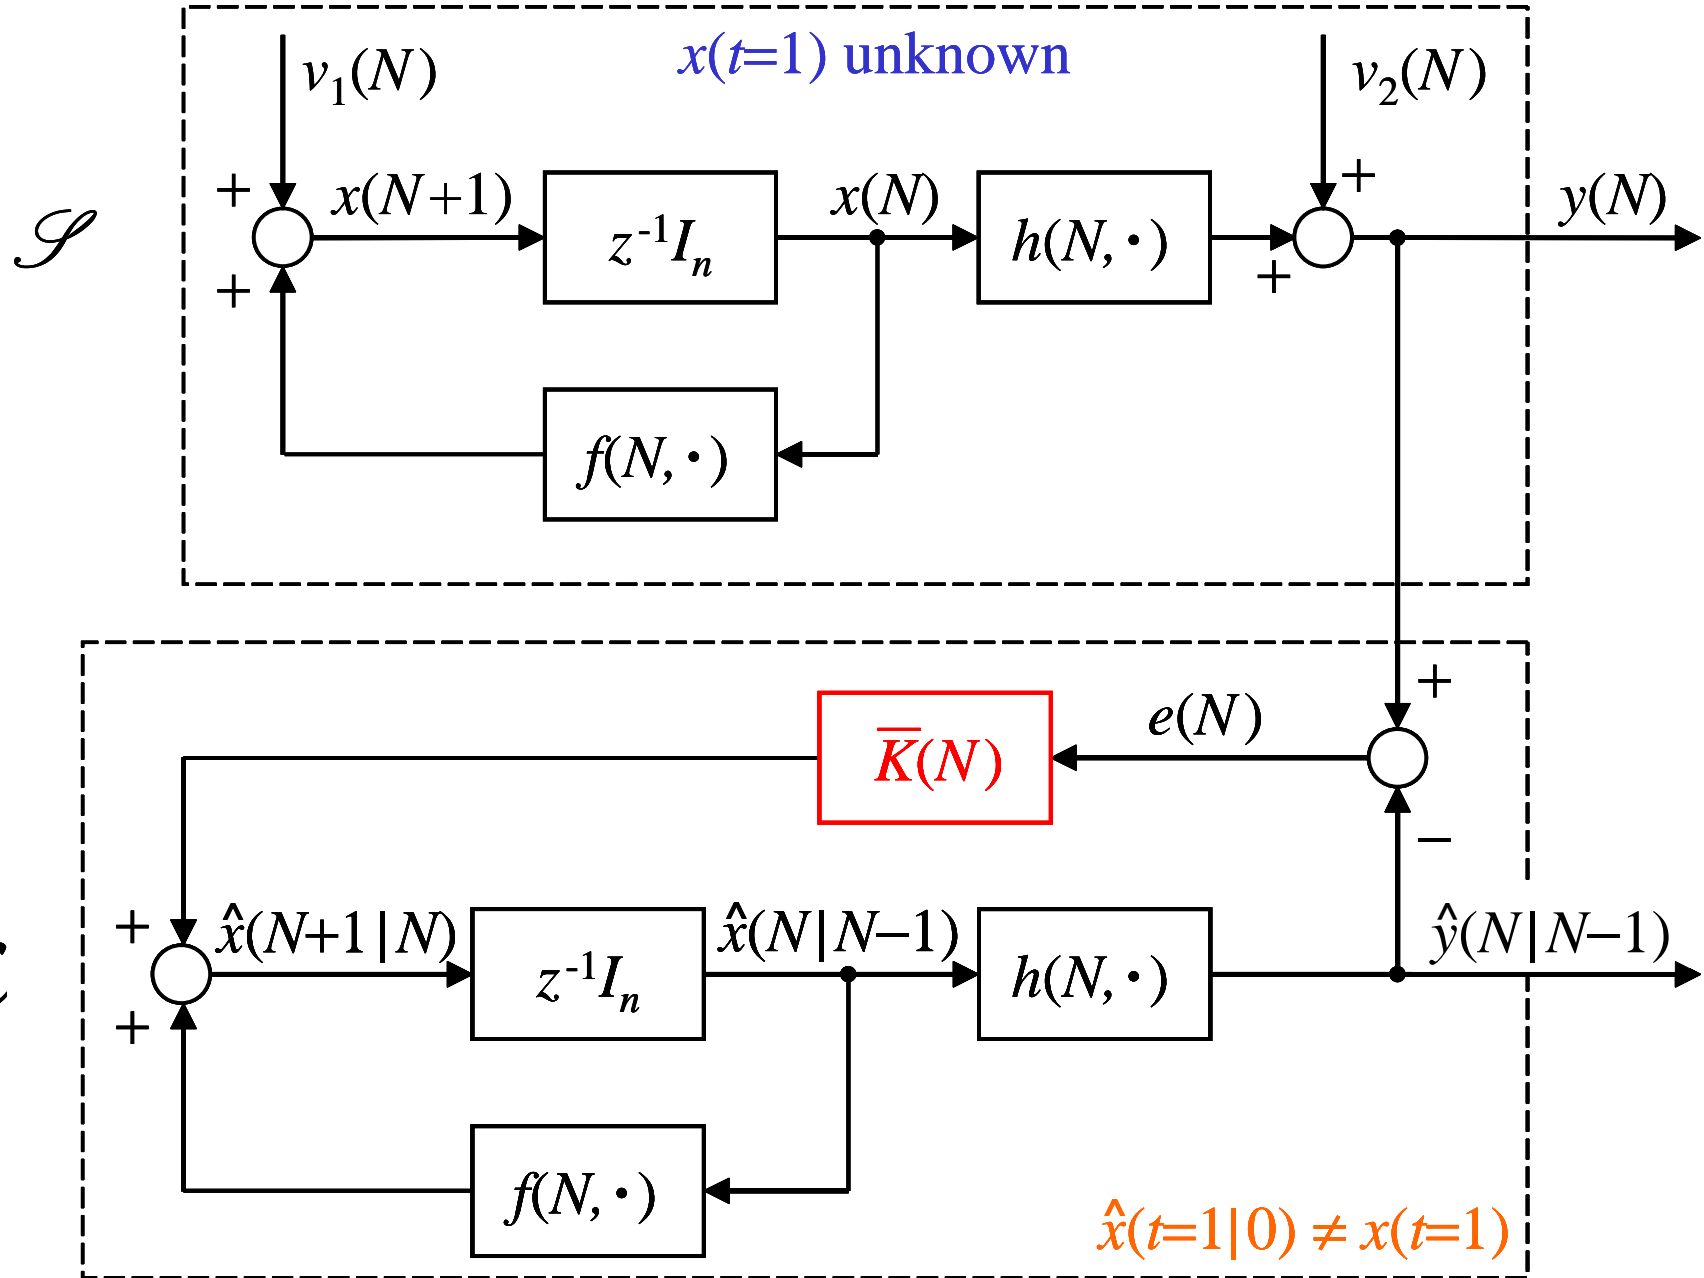 x(t=1) unknown
v₁(N)
v₂(N)
+
x(N+1)
z⁻¹Iₙ
x(N)
h(N, ·)
+
y(N)
𝒮
+
+
f(N, ·)
+
K̅(N)
e(N)
−
+
x̂(N+1|N)
z⁻¹Iₙ
x̂(N|N−1)
h(N, ·)
ŷ(N|N−1)
+
f(N, ·)
x̂(t=1|0) ≠ x(t=1)